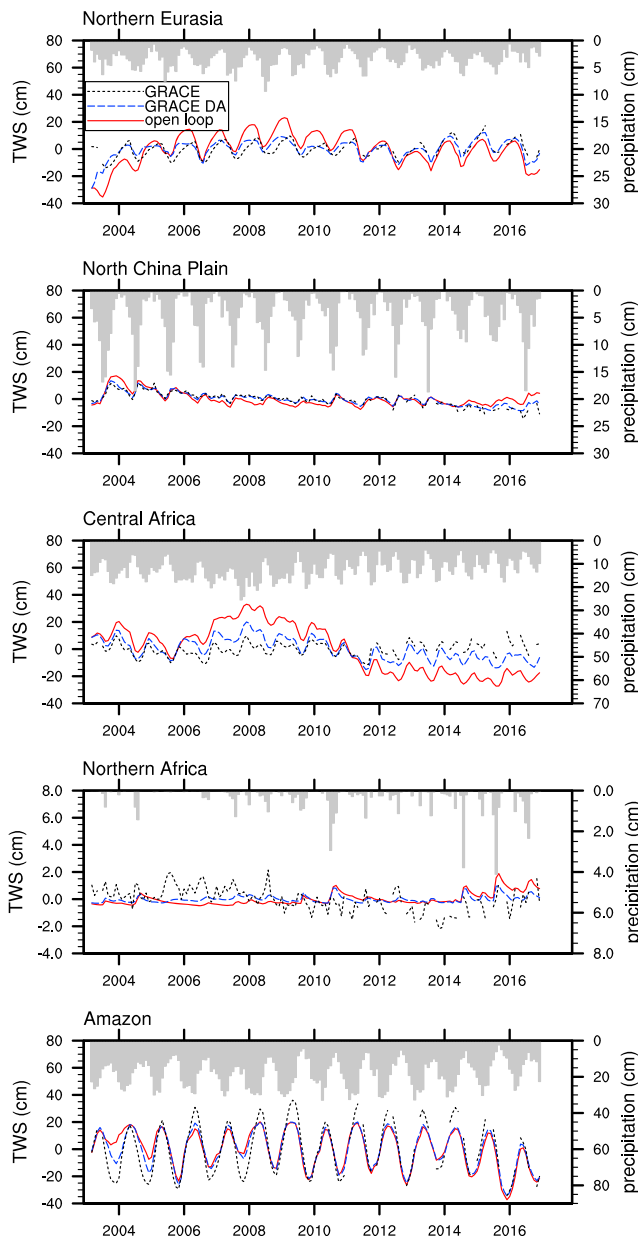 Northern Eurasia
80 60 40 20 0 -20 -40
TWS (cm)
GRACE
GRACE DA
open loop
0 5 10 15 20 25 30
precipitation (cm)
2004 2006 2008 2010 2012 2014 2016
North China Plain
80 60 40 20 0 -20 -40
TWS (cm)
0 5 10 15 20 25 30
precipitation (cm)
2004 2006 2008 2010 2012 2014 2016
Central Africa
80 60 40 20 0 -20 -40
TWS (cm)
0 10 20 30 40 50 60 70
precipitation (cm)
2004 2006 2008 2010 2012 2014 2016
Northern Africa
8.0 6.0 4.0 2.0 0.0 -2.0 -4.0
TWS (cm)
0.0 2.0 4.0 6.0 8.0
precipitation (cm)
2004 2006 2008 2010 2012 2014 2016
Amazon
80 60 40 20 0 -20 -40
TWS (cm)
0 20 40 60 80
precipitation (cm)
2004 2006 2008 2010 2012 2014 2016